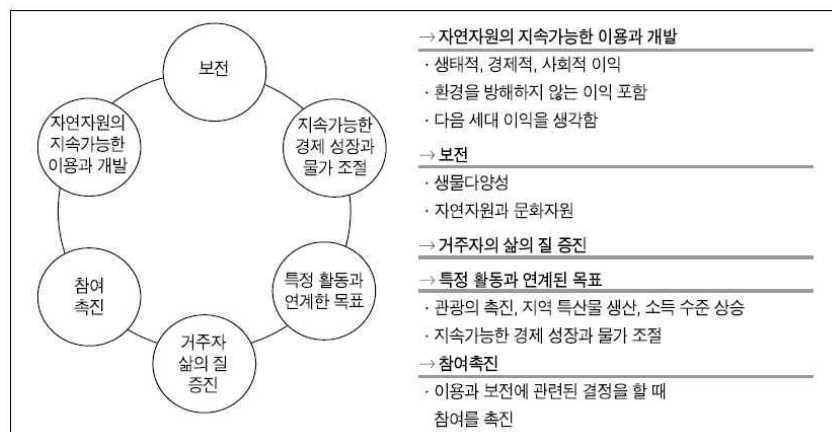 보전
자연자원의
지속가능한
이용과 개발
지속가능한
경제 성장과
물가 조절
참여
촉진
특정 활동과
연계한 목표
거주자
삶의 질
증진
→ 자연자원의 지속가능한 이용과 개발
· 생태적, 경제적, 사회적 이익
· 환경을 방해하지 않는 이익 포함
· 다음 세대 이익을 생각함
→ 보전
· 생물다양성
· 자연자원과 문화자원
→ 거주자의 삶의 질 증진
→ 특정 활동과 연계된 목표
· 관광의 촉진, 지역 특산물 생산, 소득 수준 상승
· 지속가능한 경제 성장과 물가 조절
→ 참여촉진
· 이용과 보전에 관련된 결정을 할 때
참여를 촉진